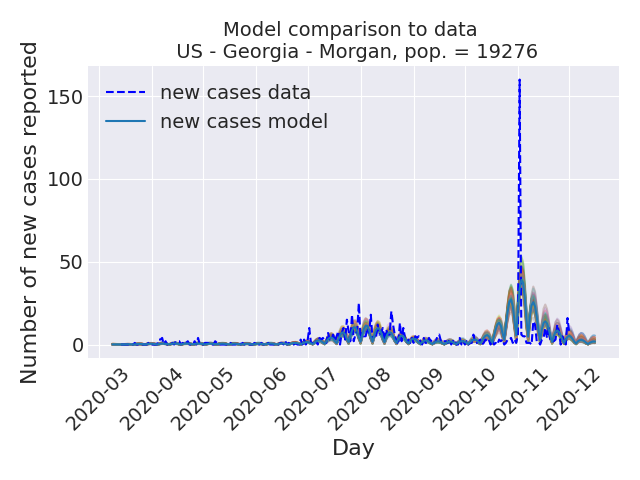 Model comparison to data
US - Georgia - Morgan, pop. = 19276
Number of new cases reported
150
100
50
0
new cases data
new cases model
2020-03
2020-04
2020-05
2020-06
2020-07
2020-08
2020-09
2020-10
2020-11
2020-12
Day